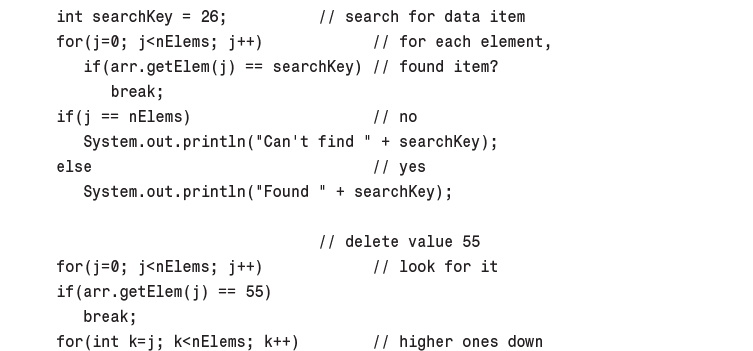 int searchKey = 26;          // search for data item
for(j=0; j<nElems; j++)            // for each element,
   if(arr.getElem(j) == searchKey) // found item?
      break;
if(j == nElems)                    // no
   System.out.println("Can't find " + searchKey);
else                               // yes
   System.out.println("Found " + searchKey);
                             // delete value 55
for(j=0; j<nElems; j++)            // look for it
if(arr.getElem(j) == 55)
   break;
for(int k=j; k<nElems; k++)        // higher ones down